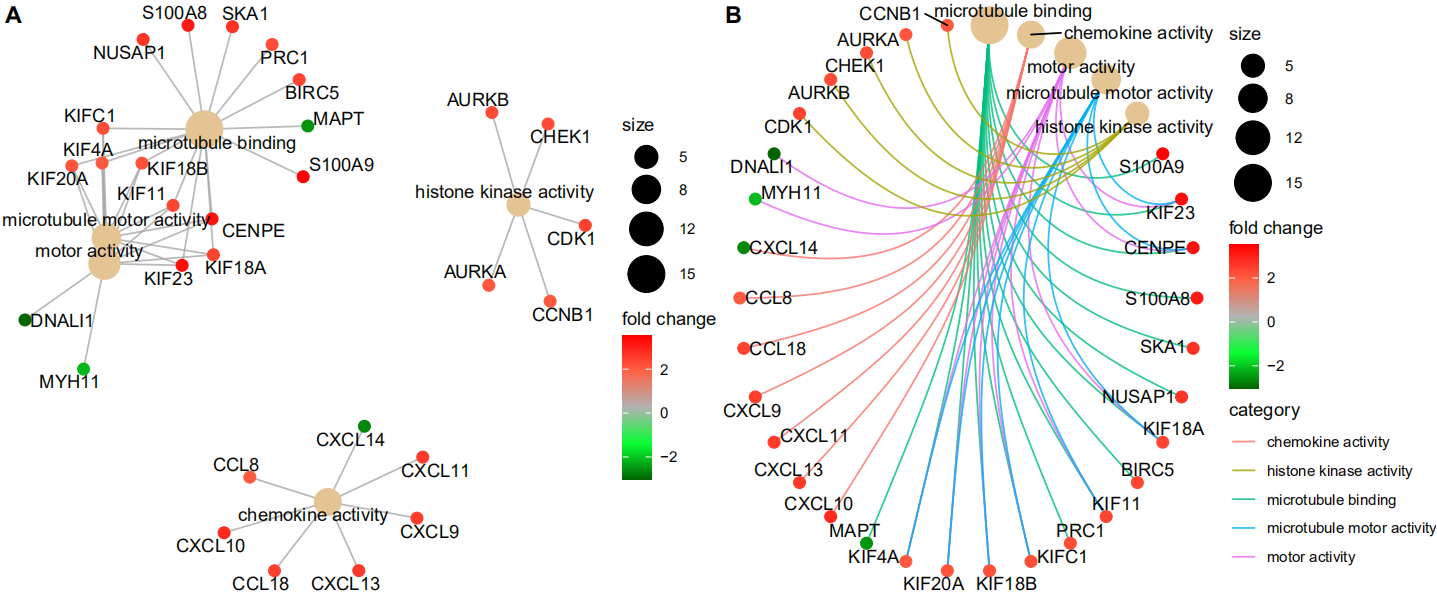 A
S100A8
SKA1
NUSAP1
PRC1
BIRC5
KIFC1
MAPT
microtubule binding
KIF4A
KIF18B
S100A9
KIF20A
KIF11
microtubule motor activity
CENPE
motor activity
KIF18A
KIF23
DNALI1
MYH11
AURKB
CHEK1
histone kinase activity
CDK1
AURKA
CCNB1
CXCL14
CCL8
CXCL11
chemokine activity
CXCL9
CXCL10
CCL18
CXCL13
size
5
8
12
15
fold change
2
0
−2
B
CCNB1
microtubule binding
chemokine activity
AURKA
motor activity
CHEK1
microtubule motor activity
AURKB
histone kinase activity
CDK1
DNALI1
S100A9
MYH11
KIF23
CXCL14
CENPE
CCL8
S100A8
CCL18
SKA1
CXCL9
NUSAP1
CXCL11
KIF18A
CXCL13
BIRC5
CXCL10
KIF11
MAPT
PRC1
KIF4A
KIFC1
KIF20A
KIF18B
size
5
8
12
15
fold change
2
0
−2
category
chemokine activity
histone kinase activity
microtubule binding
microtubule motor activity
motor activity